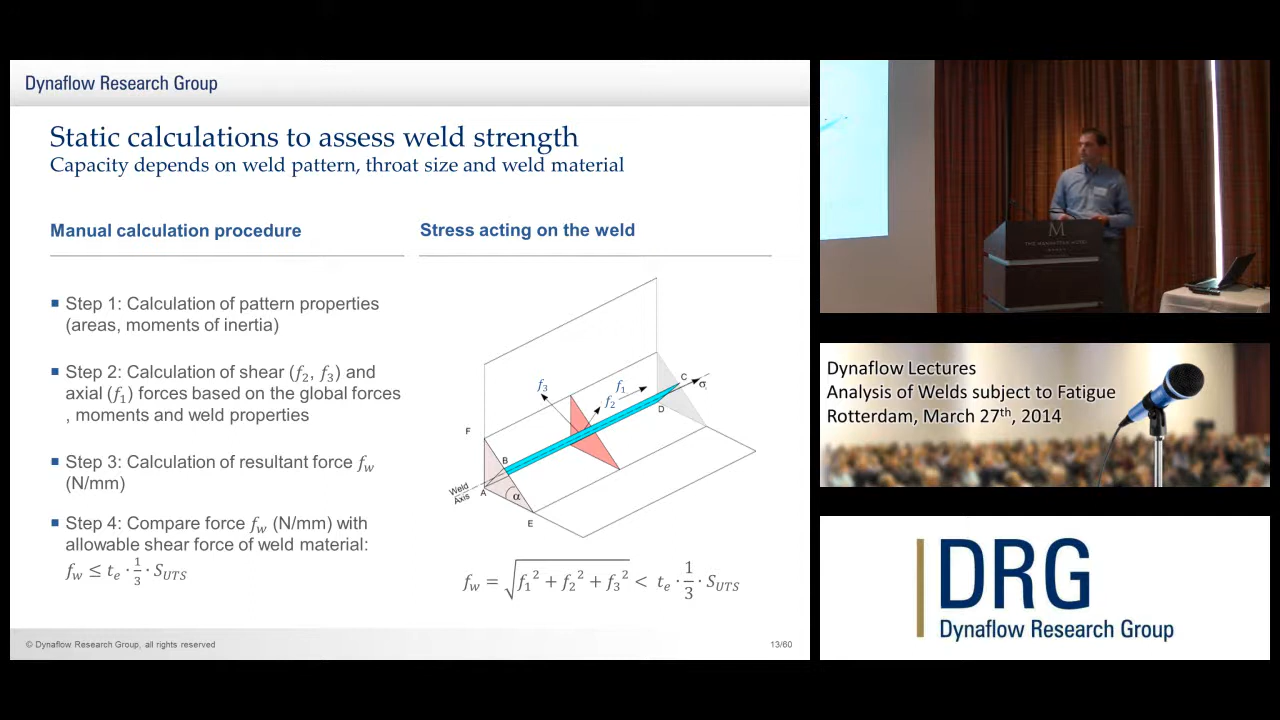 Dynaflow Research Group
Static calculations to assess weld strength
Capacity depends on weld pattern, throat size and weld material
Manual calculation procedure
Step 1: Calculation of pattern properties
(areas, moments of inertia)
Step 2: Calculation of shear (f₂, f₃) and
axial (f₁) forces based on the global forces
, moments and weld properties
Step 3: Calculation of resultant force f_w
(N/mm)
Step 4: Compare force f_w (N/mm) with
allowable shear force of weld material:
f_w ≤ t_e · 1/3 · S_UTS
Stress acting on the weld
f₃
f₁
f₂
C
σ
D
F
B
A
α
E
Weld
Axis
f_w = √(f₁² + f₂² + f₃²) < t_e · 1/3 · S_UTS
© Dynaflow Research Group, all rights reserved
13/60
M
THE MANHATTAN HOTEL
Dynaflow Lectures
Analysis of Welds subject to Fatigue
Rotterdam, March 27th, 2014
DRG
Dynaflow Research Group